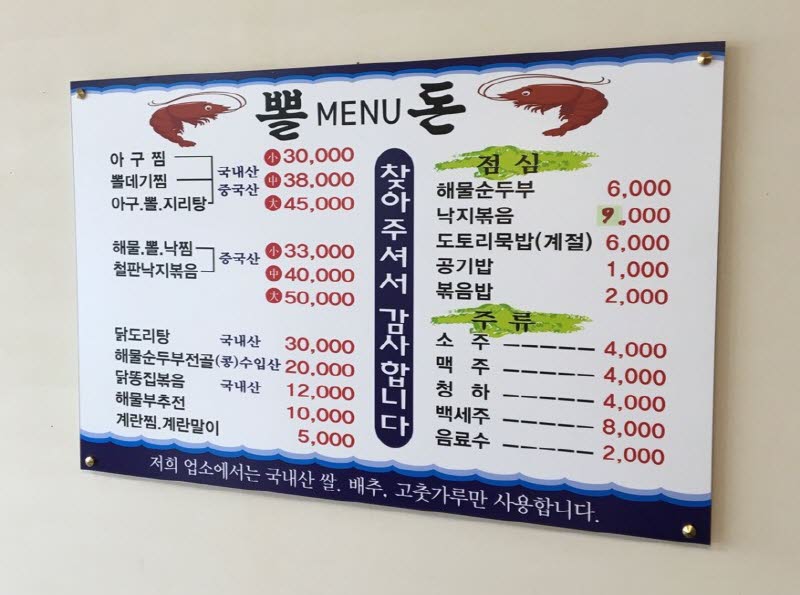 뽈 MENU 돈
아 구 찜
뽈데기찜
아구.뽈.지리탕
국내산
중국산
小 30,000
中 38,000
大 45,000
해물.뽈.낙찜
철판낙지볶음
중국산
小 33,000
中 40,000
大 50,000
닭도리탕 국내산 30,000
해물순두부전골(콩)수입산 20.000
닭똥집볶음 국내산 12,000
해물부추전 10,000
계란찜.계란말이 5,000
찾아주셔서 감사합니다
점 심
해물순두부 6,000
낙지볶음 9.000
도토리묵밥(계절) 6,000
공기밥 1,000
볶음밥 2,000
주 류
소 주 ----- 4,000
맥 주 ----- 4,000
청 하 ----- 4,000
백세주 ----- 8,000
음료수 ----- 2,000
저희 업소에서는 국내산 쌀. 배추, 고춧가루만 사용합니다.